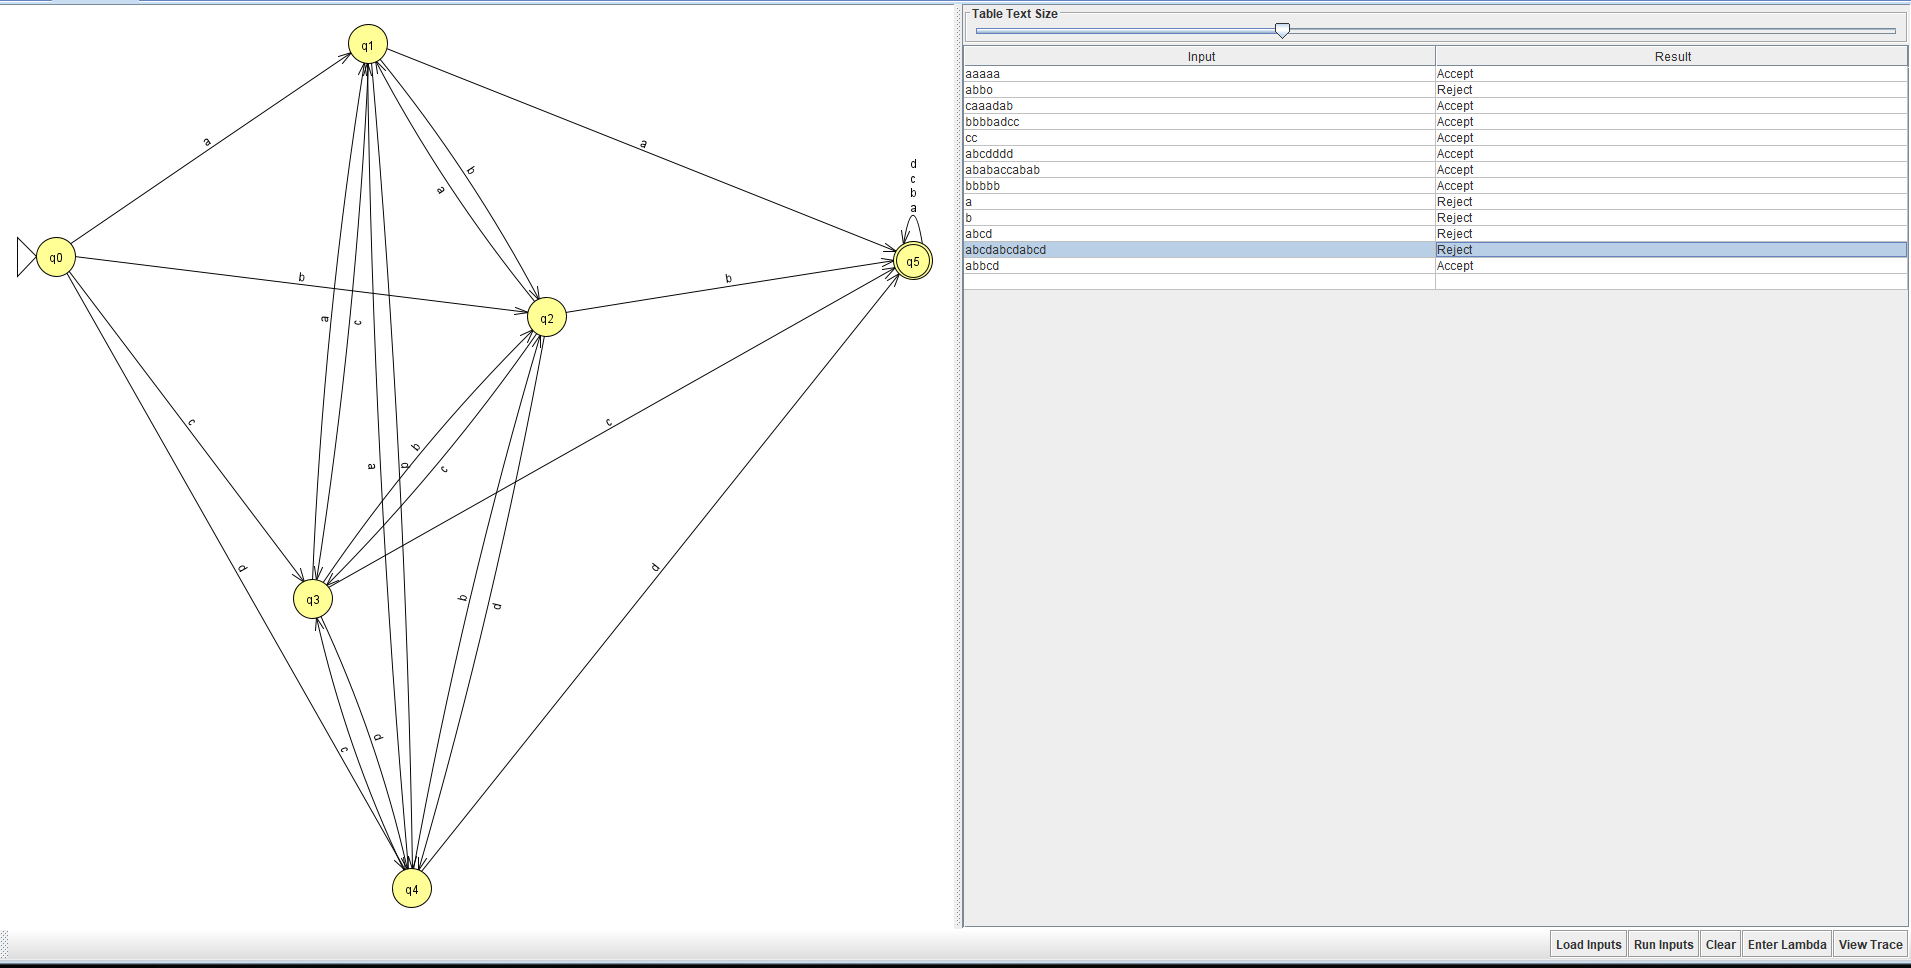 q1
a
a
b
a
d
c
b
a
q0
b
b
q5
q2
a
c
c
b
c
a
d
c
d
d
b
d
q3
d
c
q4
Table Text Size
Input Result
aaaaa Accept
abbo Reject
caaadab Accept
bbbbadcc Accept
cc Accept
abcdddd Accept
ababaccabab Accept
bbbbb Accept
a Reject
b Reject
abcd Reject
abcdabcdabcd Reject
abbcd Accept
Load Inputs Run Inputs Clear Enter Lambda View Trace